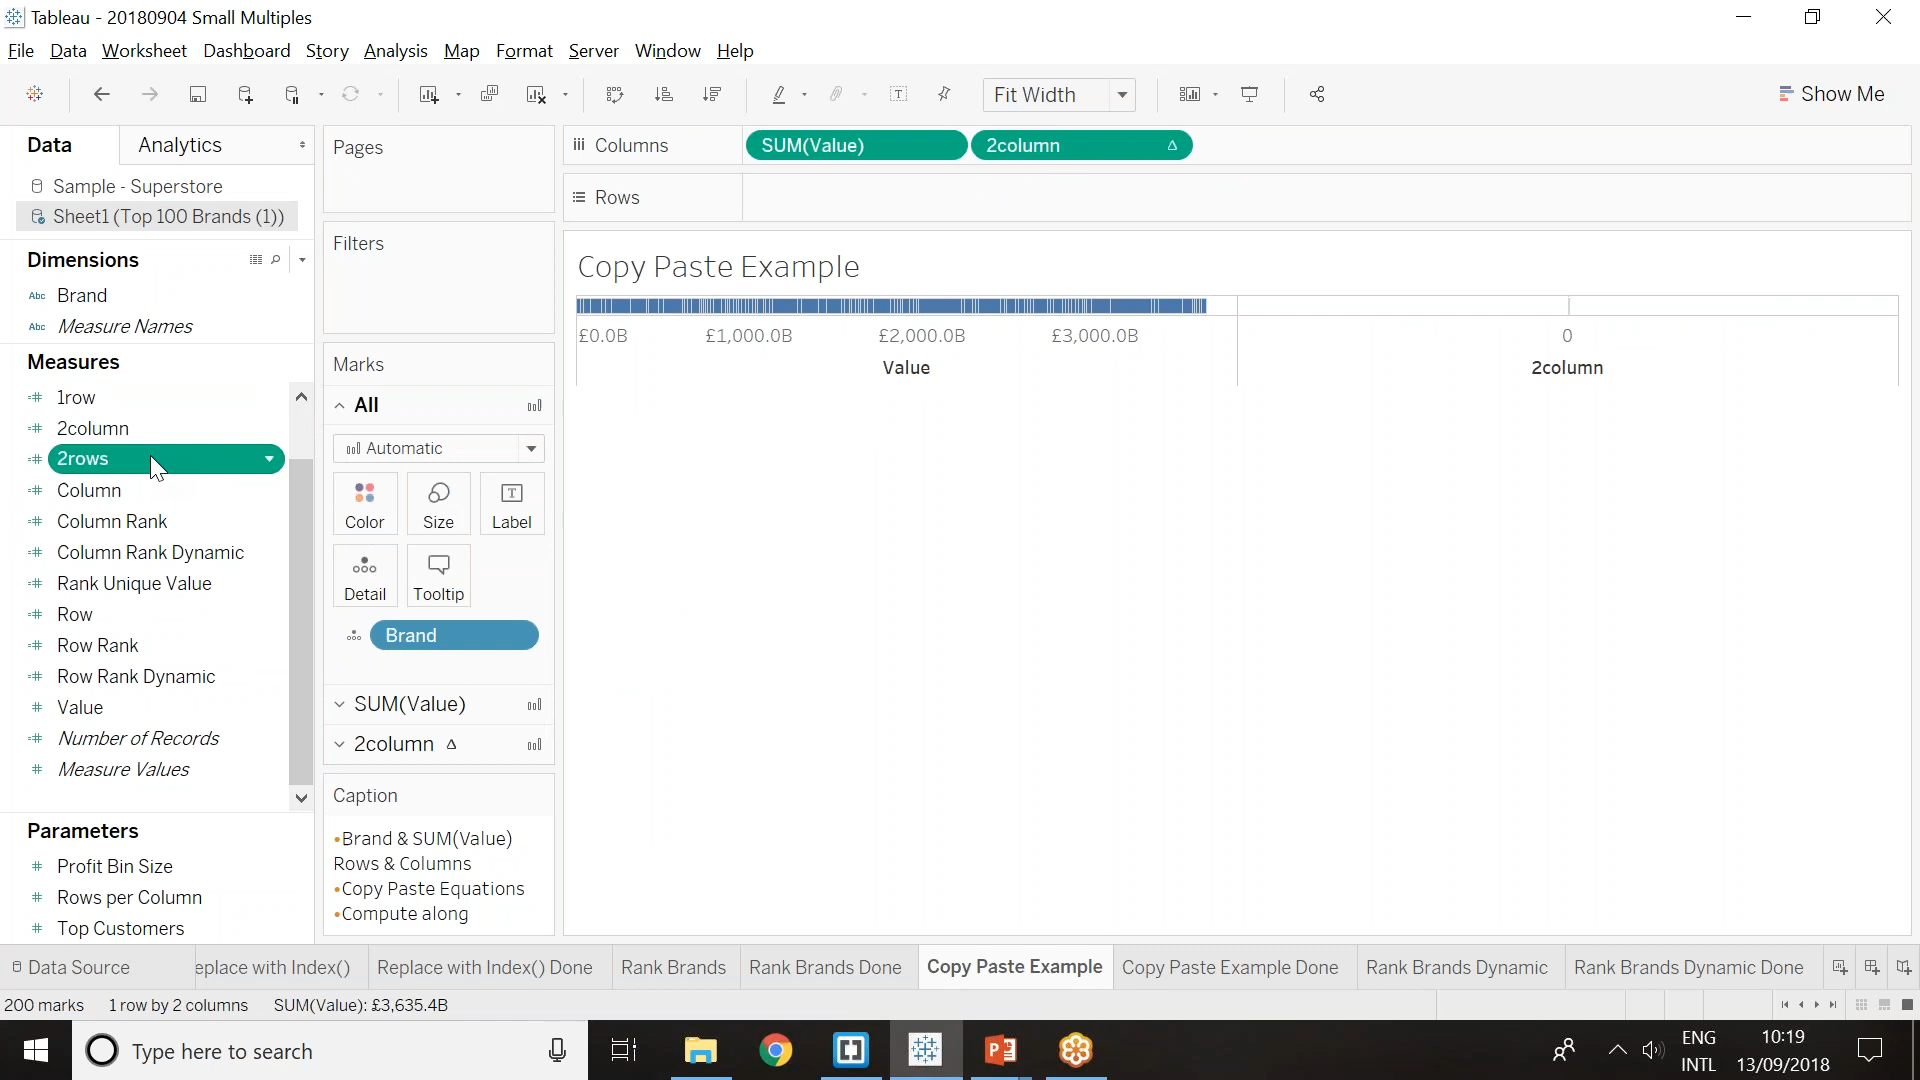 Tableau - 20180904 Small Multiples
File Data Worksheet Dashboard Story Analysis Map Format Server Window Help
Fit Width
Show Me
Data Analytics
Sample - Superstore
Sheet1 (Top 100 Brands (1))
Dimensions
Abc Brand
Abc Measure Names
Measures
1row
2column
2rows
Column
Column Rank
Column Rank Dynamic
Rank Unique Value
Row
Row Rank
Row Rank Dynamic
Value
Number of Records
Measure Values
Parameters
Profit Bin Size
Rows per Column
Top Customers
Pages
Filters
Marks
All
Automatic
Color Size Label
Detail Tooltip
Brand
SUM(Value)
2column Δ
Caption
•Brand & SUM(Value)
Rows & Columns
•Copy Paste Equations
•Compute along
Columns SUM(Value) 2column Δ
Rows
Copy Paste Example
£0.0B £1,000.0B £2,000.0B £3,000.0B 0
Value 2column
Data Source eplace with Index() Replace with Index() Done Rank Brands Rank Brands Done Copy Paste Example Copy Paste Example Done Rank Brands Dynamic Rank Brands Dynamic Done
200 marks 1 row by 2 columns SUM(Value): £3,635.4B
Type here to search
ENG 10:19
INTL 13/09/2018